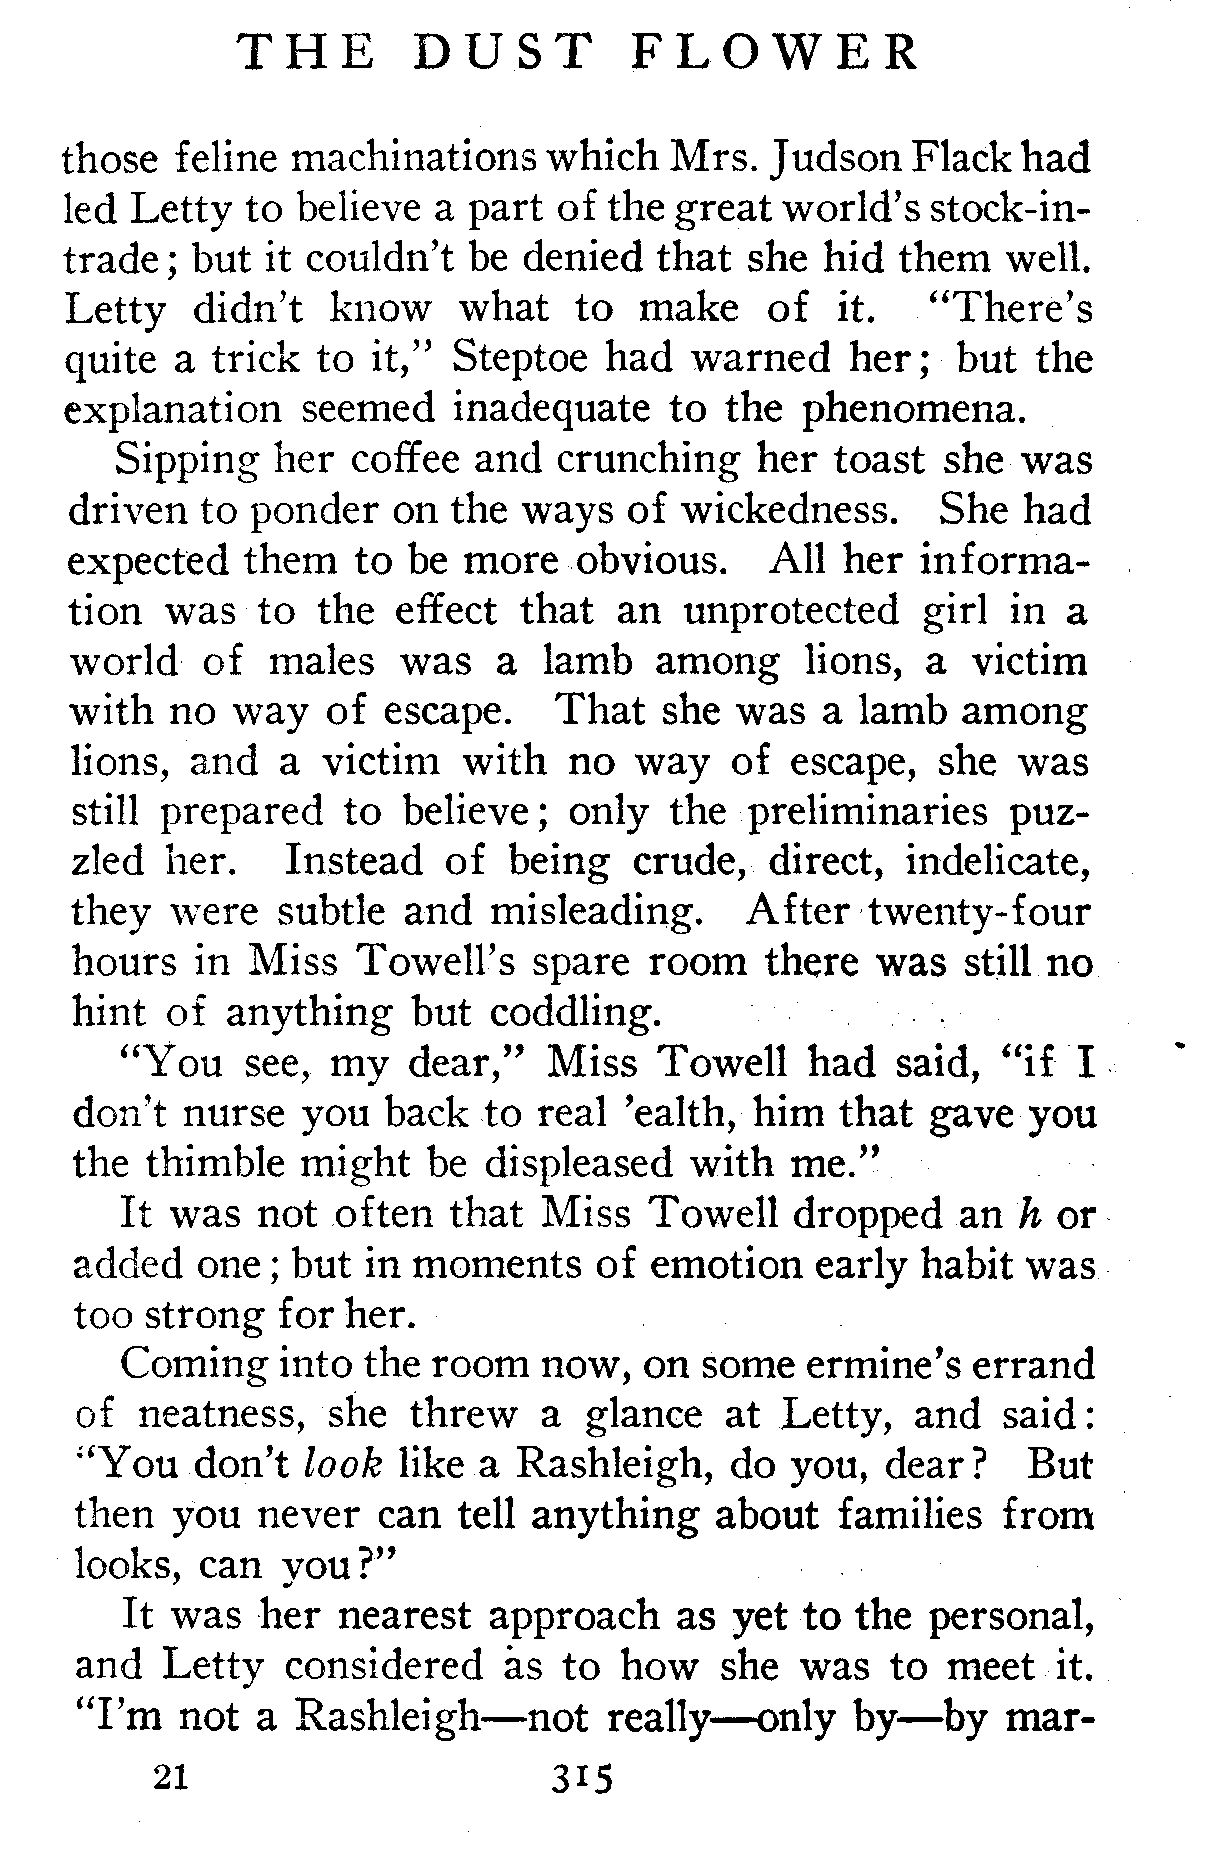 THE DUST FLOWER
those feline machinations which Mrs. Judson Flack had
led Letty to believe a part of the great world's stock-in-
trade; but it couldn't be denied that she hid them well.
Letty didn't know what to make of it. "There's
quite a trick to it," Steptoe had warned her; but the
explanation seemed inadequate to the phenomena.
Sipping her coffee and crunching her toast she was
driven to ponder on the ways of wickedness. She had
expected them to be more obvious. All her informa-
tion was to the effect that an unprotected girl in a
world of males was a lamb among lions, a victim
with no way of escape. That she was a lamb among
lions, and a victim with no way of escape, she was
still prepared to believe; only the preliminaries puz-
zled her. Instead of being crude, direct, indelicate,
they were subtle and misleading. After twenty-four
hours in Miss Towell's spare room there was still no
hint of anything but coddling.
"You see, my dear," Miss Towell had said, "if I
don't nurse you back to real 'ealth, him that gave you
the thimble might be displeased with me."
It was not often that Miss Towell dropped an h or
added one; but in moments of emotion early habit was
too strong for her.
Coming into the room now, on some ermine's errand
of neatness, she threw a glance at Letty, and said:
"You don't look like a Rashleigh, do you, dear? But
then you never can tell anything about families from
looks, can you?"
It was her nearest approach as yet to the personal,
and Letty considered as to how she was to meet it.
"I'm not a Rashleigh—not really—only by—by mar-
21 315